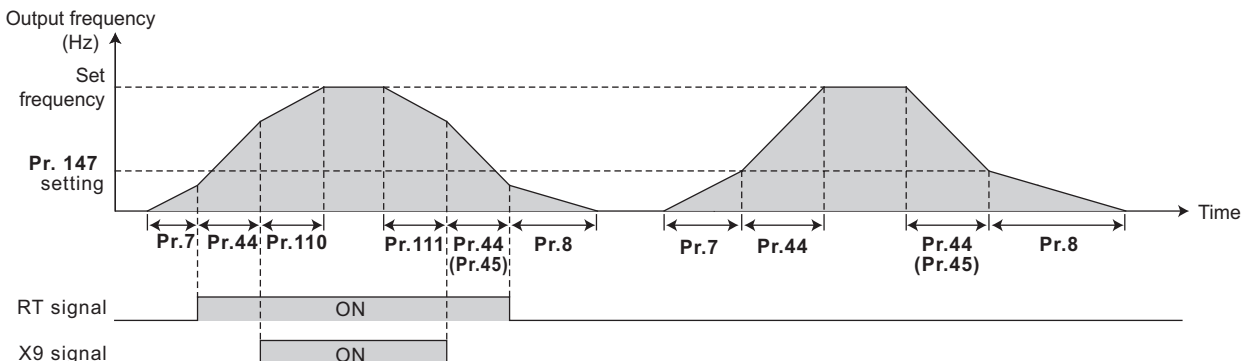 Output frequency
(Hz)
Set
frequency
Pr. 147
setting
Time
Pr.7 Pr.44 Pr.110 Pr.111 Pr.44 Pr.8 Pr.7 Pr.44 Pr.44 Pr.8
(Pr.45) (Pr.45)
RT signal ON
X9 signal ON